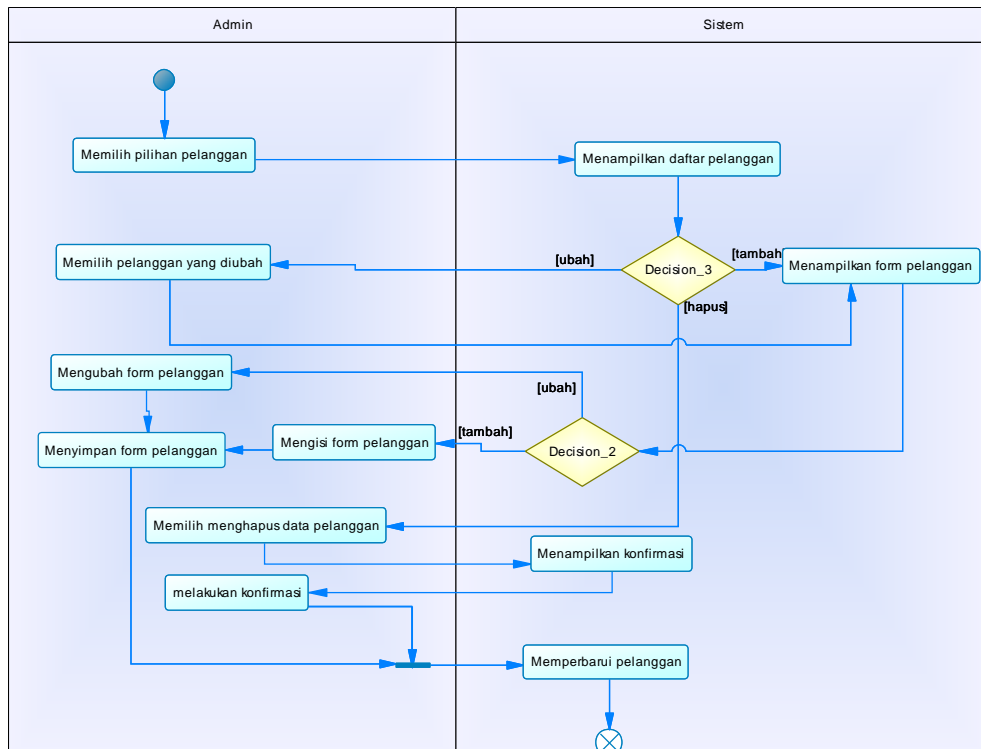 Admin
Sistem
Memilih pilihan pelanggan
Menampilkan daftar pelanggan
Memilih pelanggan yang diubah
[ubah]
Decision_3
[tambah]
Menampilkan form pelanggan
[hapus]
Mengubah form pelanggan
[ubah]
Menyimpan form pelanggan
Mengisi form pelanggan
[tambah]
Decision_2
Memilih menghapus data pelanggan
Menampilkan konfirmasi
melakukan konfirmasi
Memperbarui pelanggan